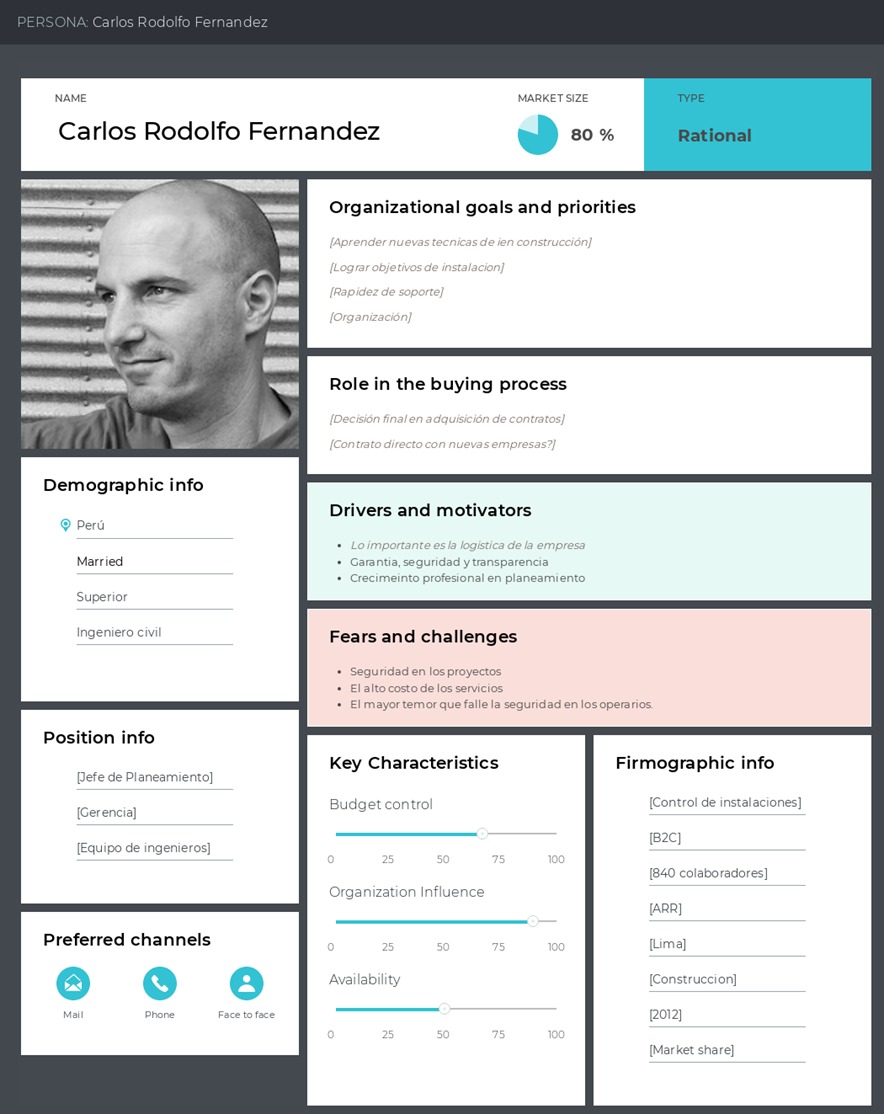 PERSONA: Carlos Rodolfo Fernandez
NAME
Carlos Rodolfo Fernandez
MARKET SIZE
80 %
TYPE
Rational
Organizational goals and priorities
[Aprender nuevas tecnicas de ien construcción]
[Lograr objetivos de instalacion]
[Rapidez de soporte]
[Organización]
Role in the buying process
[Decisión final en adquisición de contratos]
[Contrato directo con nuevas empresas?]
Demographic info
Perú
Married
Superior
Ingeniero civil
Drivers and motivators
• Lo importante es la logistica de la empresa
• Garantia, seguridad y transparencia
• Crecimeinto profesional en planeamiento
Fears and challenges
• Seguridad en los proyectos
• El alto costo de los servicios
• El mayor temor que falle la seguridad en los operarios.
Position info
[Jefe de Planeamiento]
[Gerencia]
[Equipo de ingenieros]
Preferred channels
Mail
Phone
Face to face
Key Characteristics
Budget control
0 25 50 75 100
Organization Influence
0 25 50 75 100
Availability
0 25 50 75 100
Firmographic info
[Control de instalaciones]
[B2C]
[840 colaboradores]
[ARR]
[Lima]
[Construccion]
[2012]
[Market share]